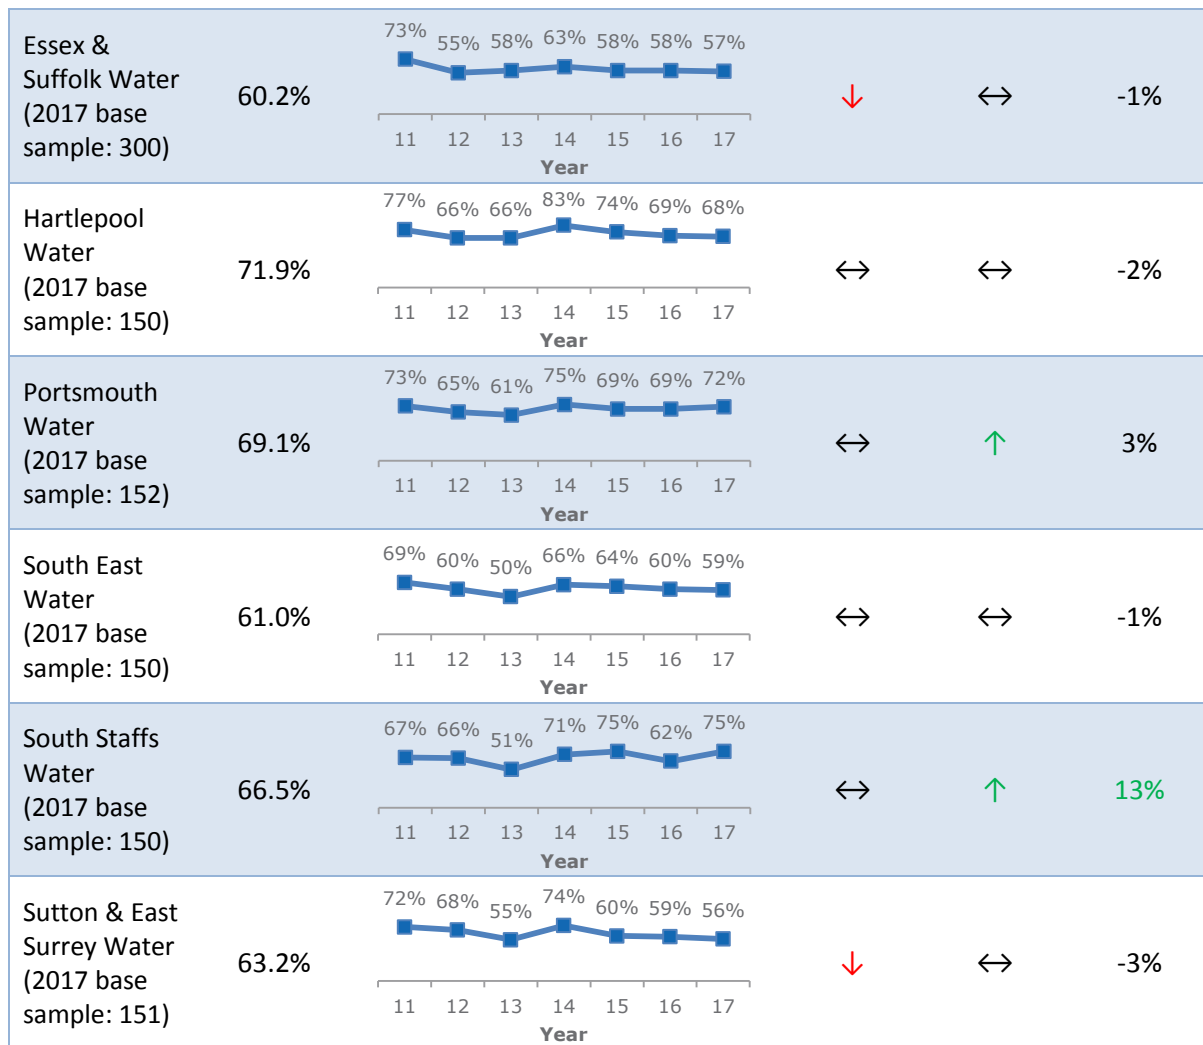 Essex &
Suffolk Water
(2017 base
sample: 300)
60.2%
73% 55% 58% 63% 58% 58% 57%
11 12 13 14 15 16 17
Year
↓ ↔ -1%
Hartlepool
Water
(2017 base
sample: 150)
71.9%
77% 66% 66% 83% 74% 69% 68%
11 12 13 14 15 16 17
Year
↔ ↔ -2%
Portsmouth
Water
(2017 base
sample: 152)
69.1%
73% 65% 61% 75% 69% 69% 72%
11 12 13 14 15 16 17
Year
↔ ↑ 3%
South East
Water
(2017 base
sample: 150)
61.0%
69% 60% 50% 66% 64% 60% 59%
11 12 13 14 15 16 17
Year
↔ ↔ -1%
South Staffs
Water
(2017 base
sample: 150)
66.5%
67% 66% 51% 71% 75% 62% 75%
11 12 13 14 15 16 17
Year
↔ ↑ 13%
Sutton & East
Surrey Water
(2017 base
sample: 151)
63.2%
72% 68% 55% 74% 60% 59% 56%
11 12 13 14 15 16 17
Year
↓ ↔ -3%